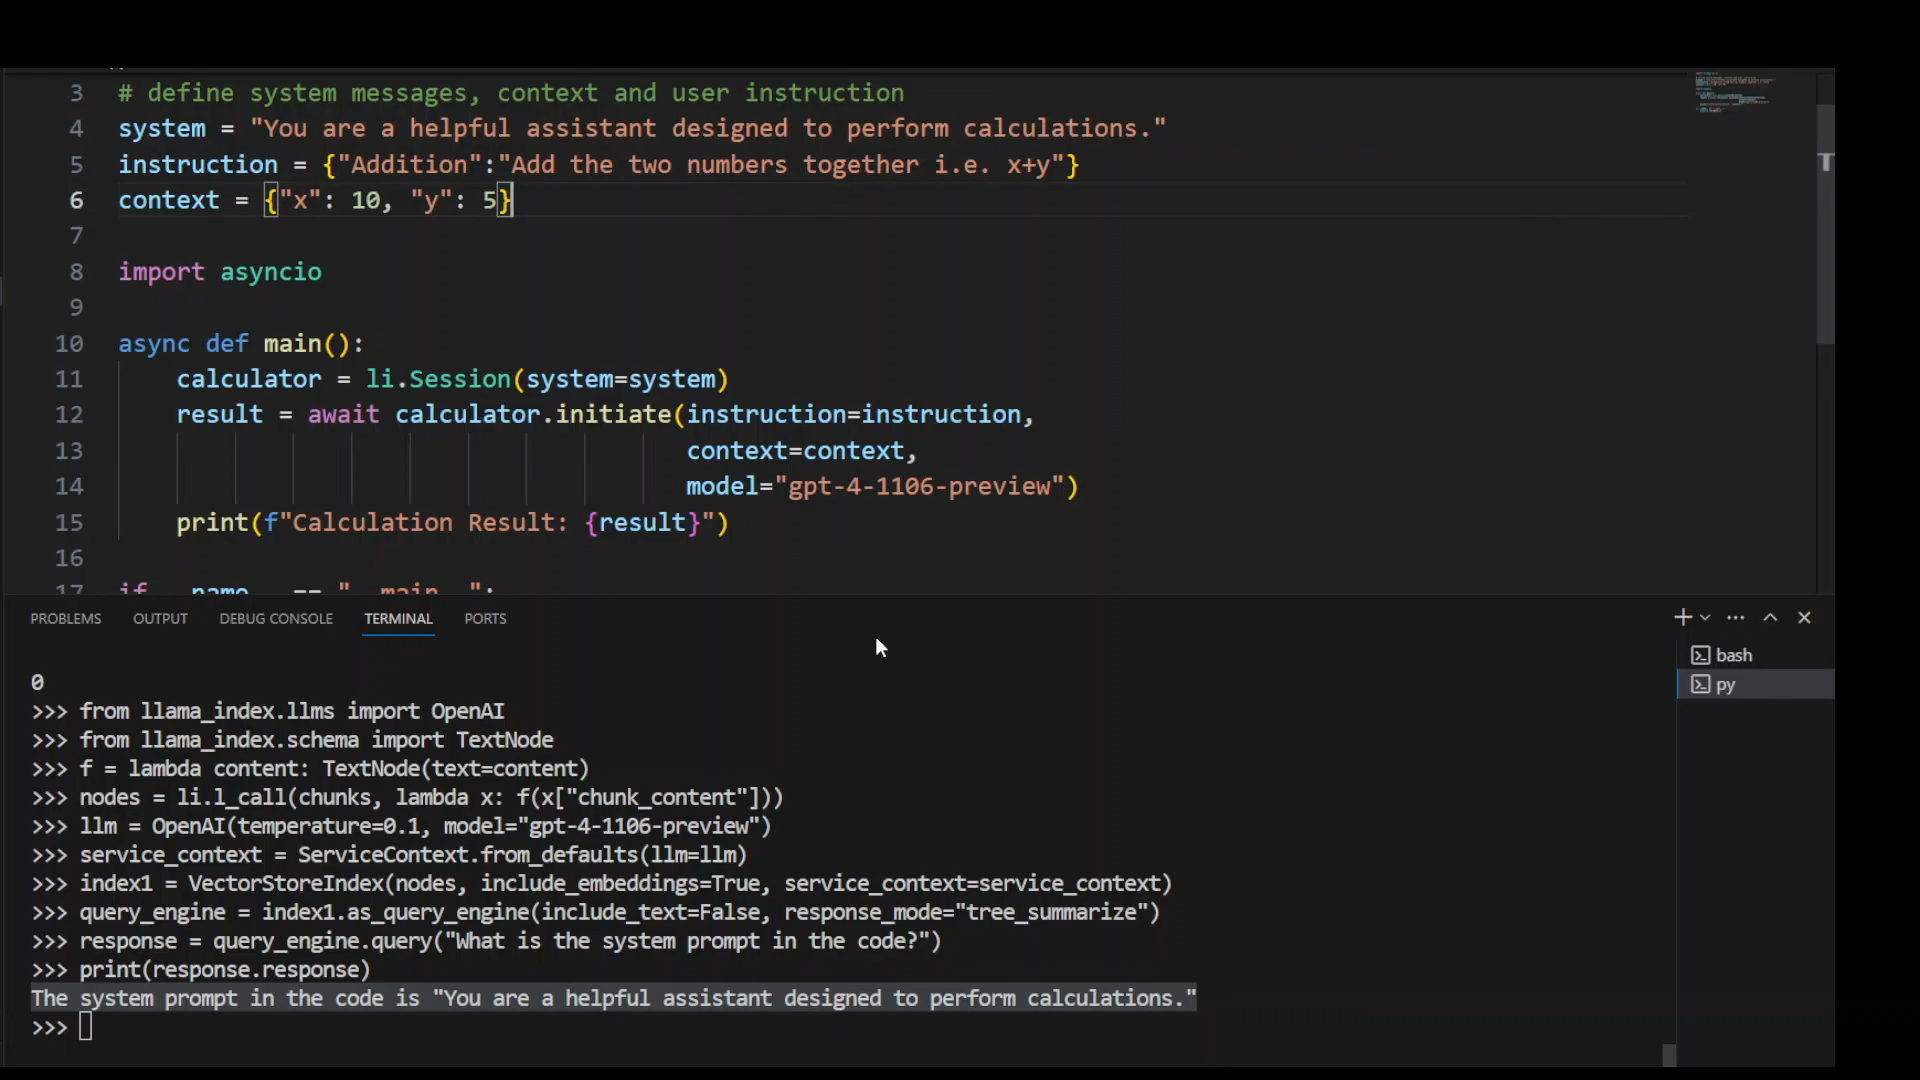 3 # define system messages, context and user instruction
4 system = "You are a helpful assistant designed to perform calculations."
5 instruction = {"Addition":"Add the two numbers together i.e. x+y"}
6 context = {"x": 10, "y": 5}
7
8 import asyncio
9
10 async def main():
11 calculator = li.Session(system=system)
12 result = await calculator.initiate(instruction=instruction,
13 context=context,
14 model="gpt-4-1106-preview")
15 print(f"Calculation Result: {result}")
16
17 if __name__ == "__main__":
PROBLEMS OUTPUT DEBUG CONSOLE TERMINAL PORTS
bash
py
0
>>> from llama_index.llms import OpenAI
>>> from llama_index.schema import TextNode
>>> f = lambda content: TextNode(text=content)
>>> nodes = li.l_call(chunks, lambda x: f(x["chunk_content"]))
>>> llm = OpenAI(temperature=0.1, model="gpt-4-1106-preview")
>>> service_context = ServiceContext.from_defaults(llm=llm)
>>> index1 = VectorStoreIndex(nodes, include_embeddings=True, service_context=service_context)
>>> query_engine = index1.as_query_engine(include_text=False, response_mode="tree_summarize")
>>> response = query_engine.query("What is the system prompt in the code?")
>>> print(response.response)
The system prompt in the code is "You are a helpful assistant designed to perform calculations."
>>>